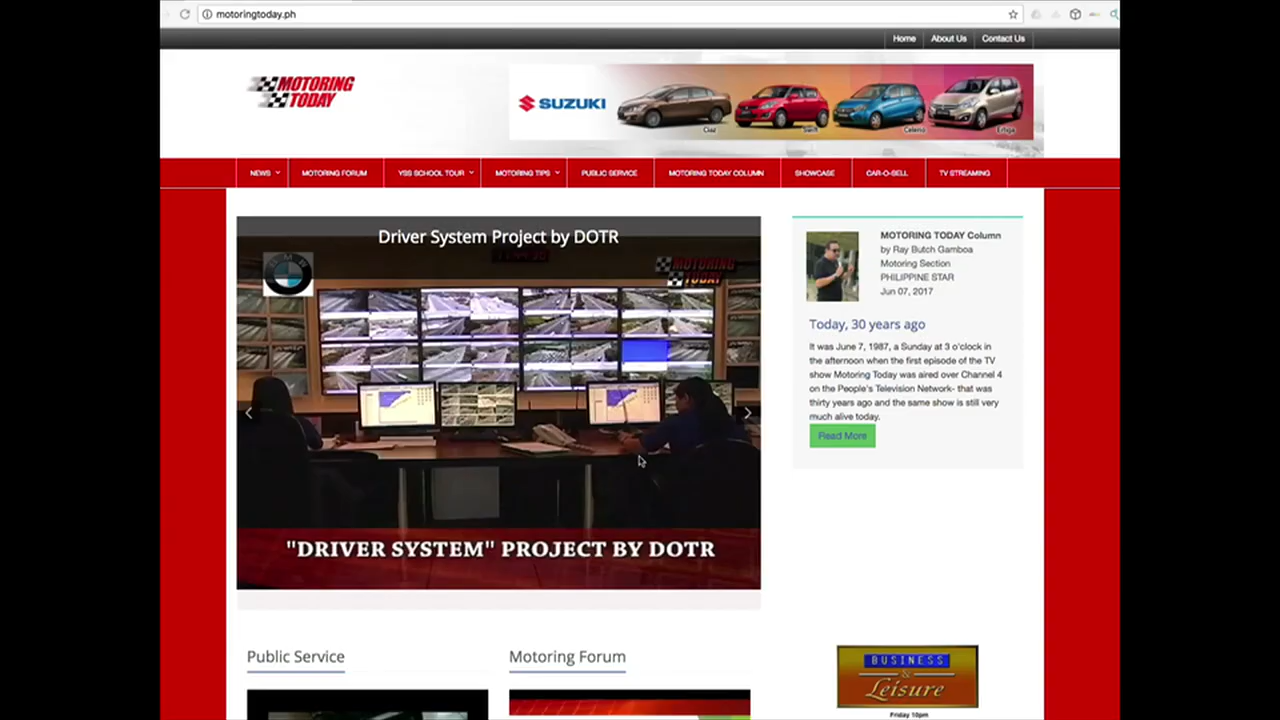 motoringtoday.ph
Home
About Us
Contact Us
MOTORING
TODAY
SUZUKI
Ciaz
Swift
Celerio
Ertiga
NEWS
MOTORING FORUM
YSS SCHOOL TOUR
MOTORING TIPS
PUBLIC SERVICE
MOTORING TODAY COLUMN
SHOWCASE
CAR-O-SELL
TV STREAMING
Driver System Project by DOTR
BMW
MOTORING
TODAY
"DRIVER SYSTEM" PROJECT BY DOTR
MOTORING TODAY Column
by Ray Butch Gamboa
Motoring Section
PHILIPPINE STAR
Jun 07, 2017
Today, 30 years ago
It was June 7, 1987, a Sunday at 3 o'clock in
the afternoon when the first episode of the TV
show Motoring Today was aired over Channel 4
on the People's Television Network- that was
thirty years ago and the same show is still very
much alive today.
Read More
Public Service
Motoring Forum
BUSINESS
&
Leisure
Friday 10pm